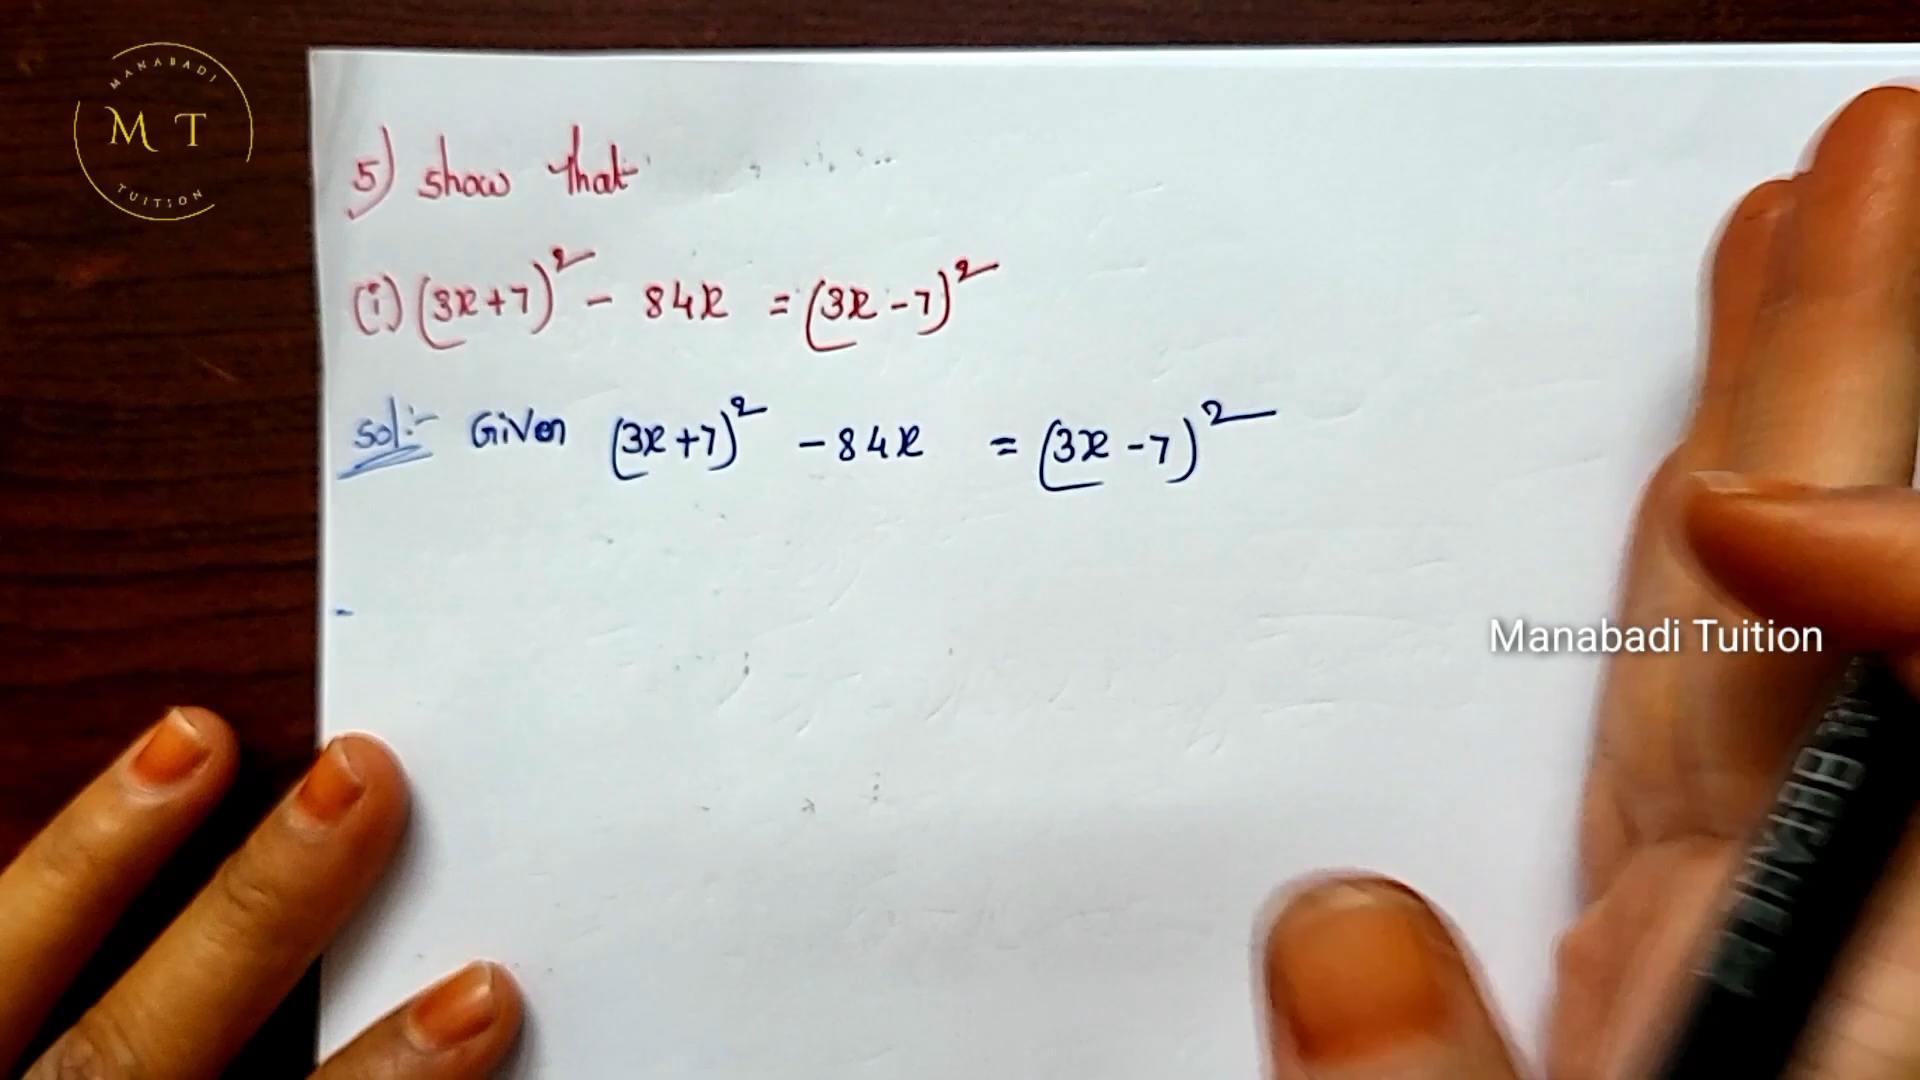 MANABADI
M T
TUITION
5) show that
(i) (3x+7)² - 84x = (3x-7)²
Sol:- Given (3x+7)² - 84x = (3x-7)²
Manabadi Tuition